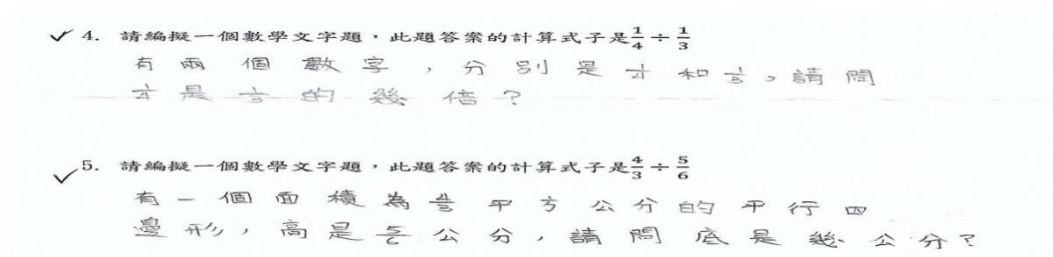 ✓ 4. 請編擬一個數學文字題，此題答案的計算式子是1/4 ÷ 1/3
有兩個數字，分別是1/4和1/3，請問
1/4是1/3的幾倍？
✓ 5. 請編擬一個數學文字題，此題答案的計算式子是4/3 ÷ 5/6
有一個面積為4/3平方公分的平行四
邊形，高是5/6公分，請問底是幾公分？